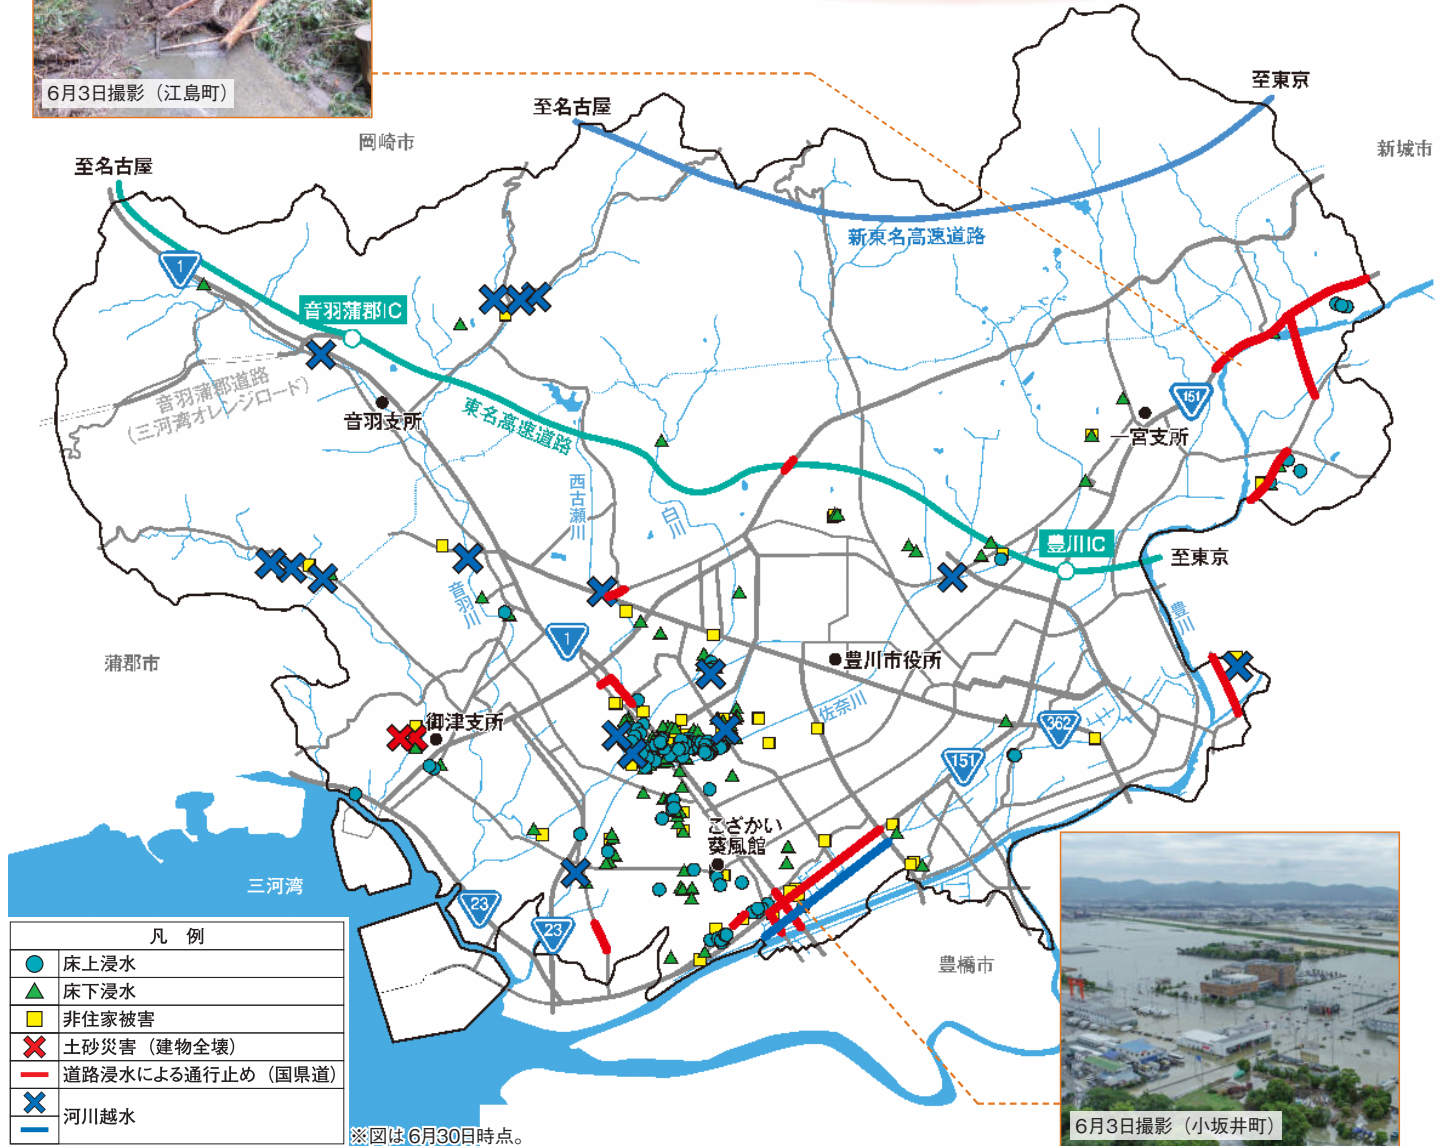 6月3日撮影（江島町）
岡崎市
至名古屋
至東京
新城市
至名古屋
新東名高速道路
1
音羽蒲郡IC
音羽蒲郡道路
（三河湾オレンジロード）
音羽支所
東名高速道路
151
一宮支所
西古瀬川
白川
豊川IC
至東京
音羽川
豊川
1
蒲郡市
豊川市役所
佐奈川
御津支所
362
151
こざかい
葵風館
三河湾
23
23
豊橋市
凡　例
床上浸水
床下浸水
非住家被害
土砂災害（建物全壊）
道路浸水による通行止め（国県道）
河川越水
※図は6月30日時点。
6月3日撮影（小坂井町）